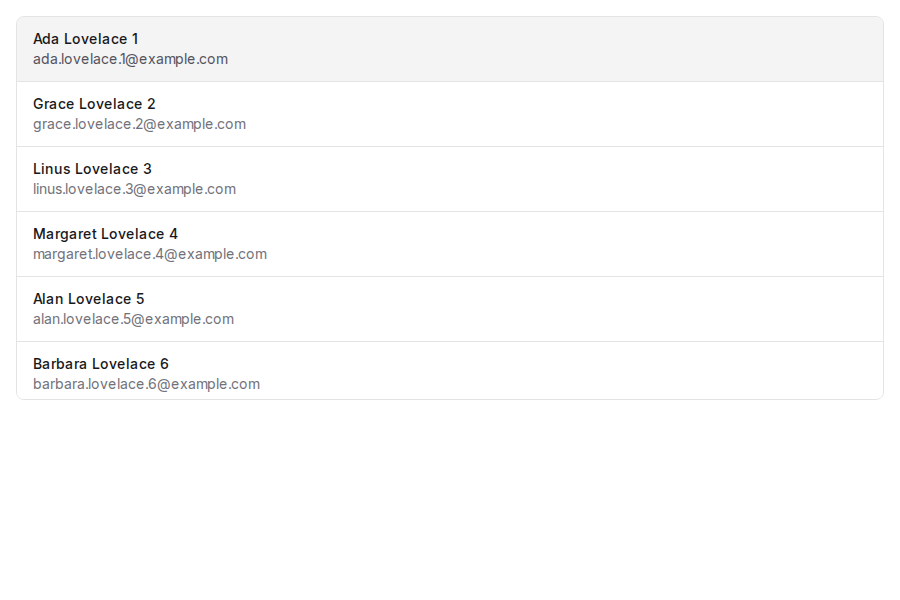 Ada Lovelace 1
ada.lovelace.1@example.com
Grace Lovelace 2
grace.lovelace.2@example.com
Linus Lovelace 3
linus.lovelace.3@example.com
Margaret Lovelace 4
margaret.lovelace.4@example.com
Alan Lovelace 5
alan.lovelace.5@example.com
Barbara Lovelace 6
barbara.lovelace.6@example.com